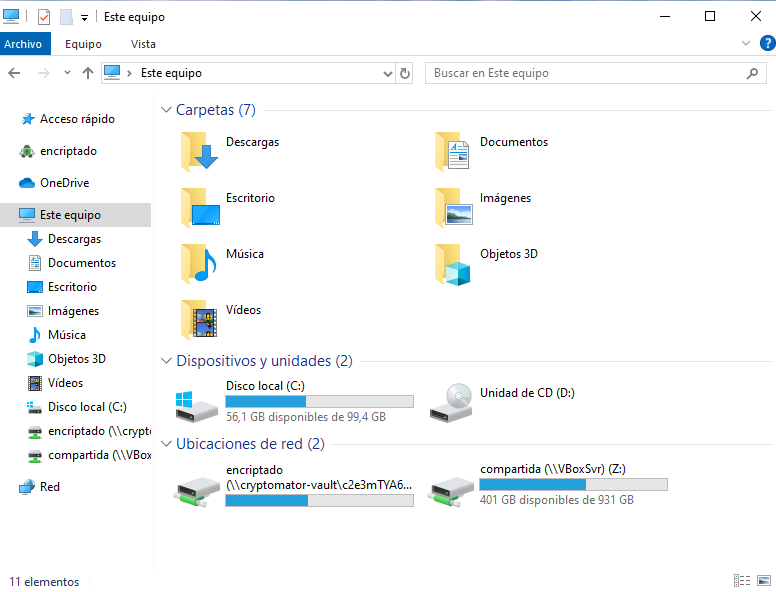 Este equipo
Archivo Equipo Vista
Este equipo
Buscar en Este equipo
Acceso rápido
encriptado
OneDrive
Este equipo
Descargas
Documentos
Escritorio
Imágenes
Música
Objetos 3D
Vídeos
Disco local (C:)
encriptado (\\crypto
compartida (\\VBox
Red
Carpetas (7)
Descargas
Documentos
Escritorio
Imágenes
Música
Objetos 3D
Vídeos
Dispositivos y unidades (2)
Disco local (C:)
56,1 GB disponibles de 99,4 GB
Unidad de CD (D:)
Ubicaciones de red (2)
encriptado
(\\cryptomator-vault\c2e3mTYA6...
compartida (\\VBoxSvr) (Z:)
401 GB disponibles de 931 GB
11 elementos